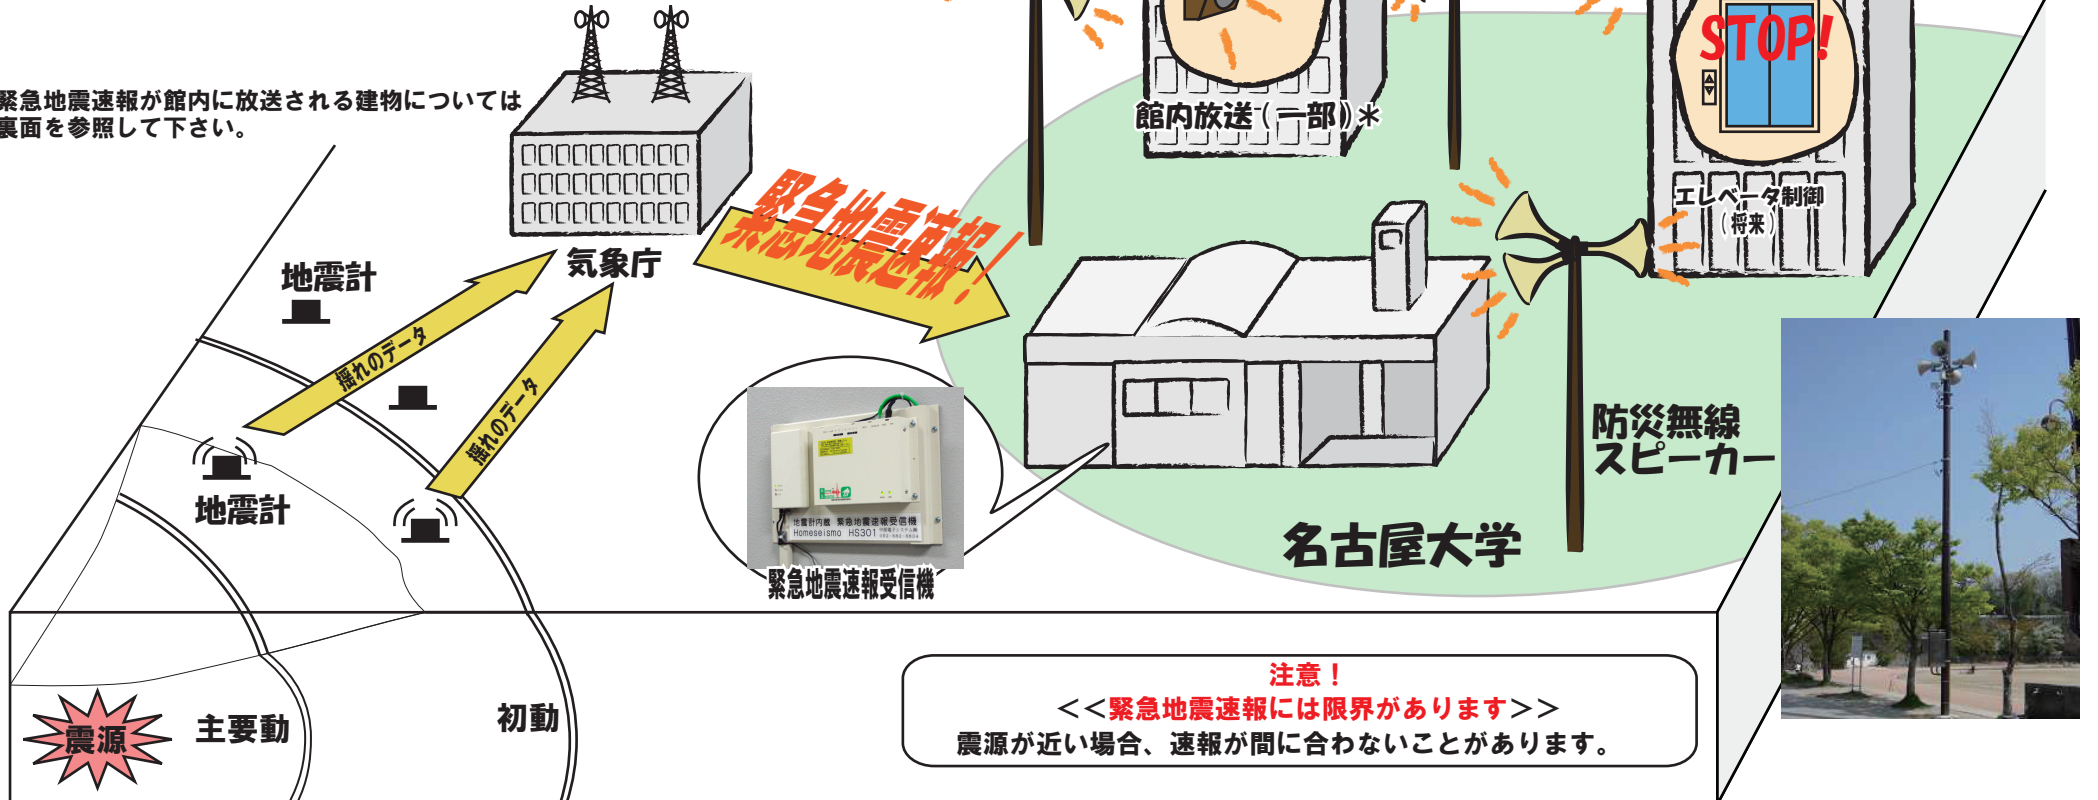 緊急地震速報が館内に放送される建物については
裏面を参照して下さい。
STOP!
館内放送(一部)*
エレベータ制御
(将来)
緊急地震速報!
気象庁
地震計
揺れのデータ
揺れのデータ
地震計
防災無線
スピーカー
名古屋大学
地震計内蔵 緊急地震速報受信機
Homeseismo HS301
緊急地震速報受信機
震源
主要動
初動
注意!
<<緊急地震速報には限界があります>>
震源が近い場合、速報が間に合わないことがあります。